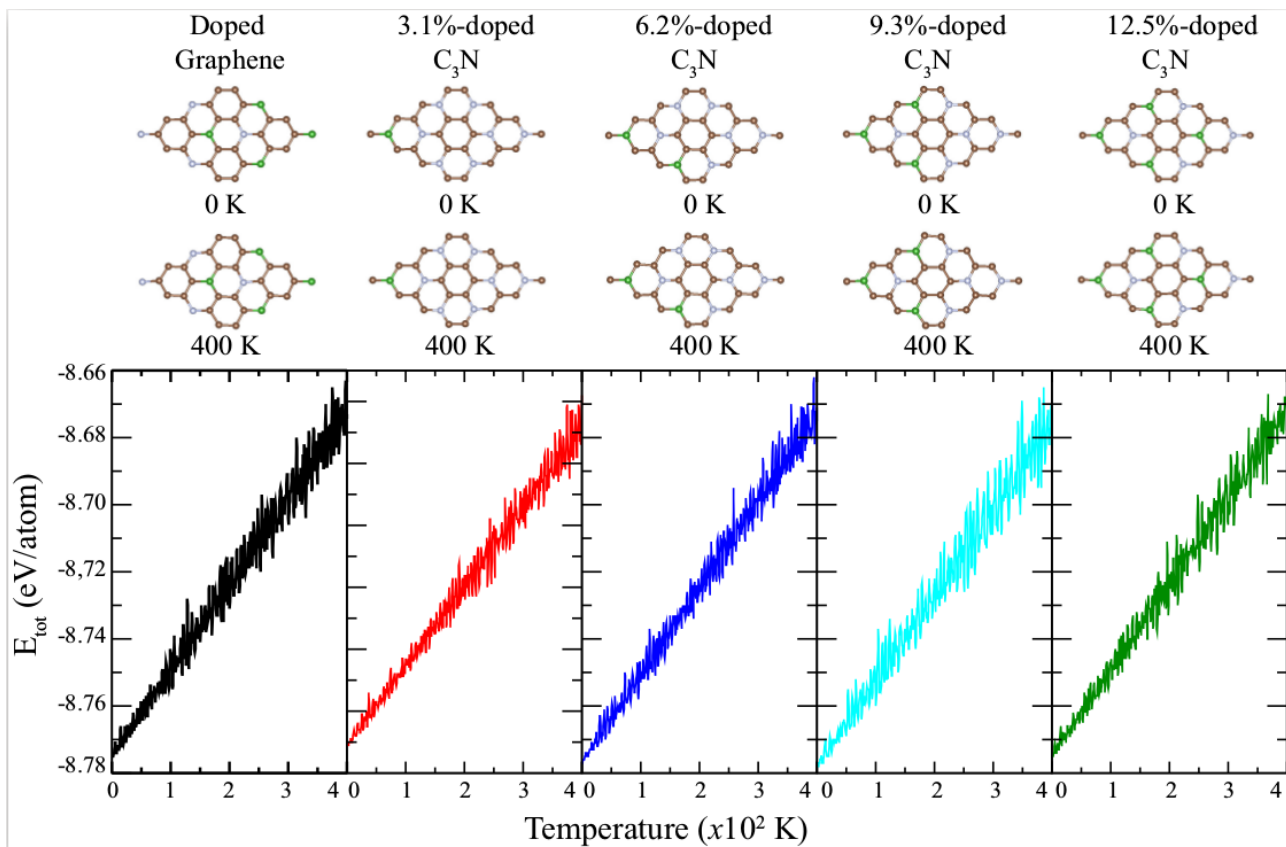 Doped 3.1%-doped 6.2%-doped 9.3%-doped 12.5%-doped
Graphene C₃N C₃N C₃N C₃N
0 K 0 K 0 K 0 K 0 K
400 K 400 K 400 K 400 K 400 K
-8.66
-8.68
-8.70
-8.72
-8.74
-8.76
-8.78
E_tot (eV/atom)
0 1 2 3 4 0 1 2 3 4 0 1 2 3 4 0 1 2 3 4 0 1 2 3 4
Temperature (x10² K)